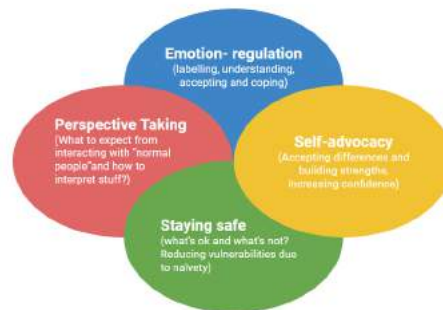 Emotion- regulation
(labelling, understanding,
accepting and coping)
Perspective Taking
(What to expect from
interacting with "normal
people"and how to
interpret stuff?)
Self-advocacy
(Accepting differences and
building strengths,
increasing confidence)
Staying safe
(what's ok and what's not?
Reducing vulnerabilities due
to naïvety)